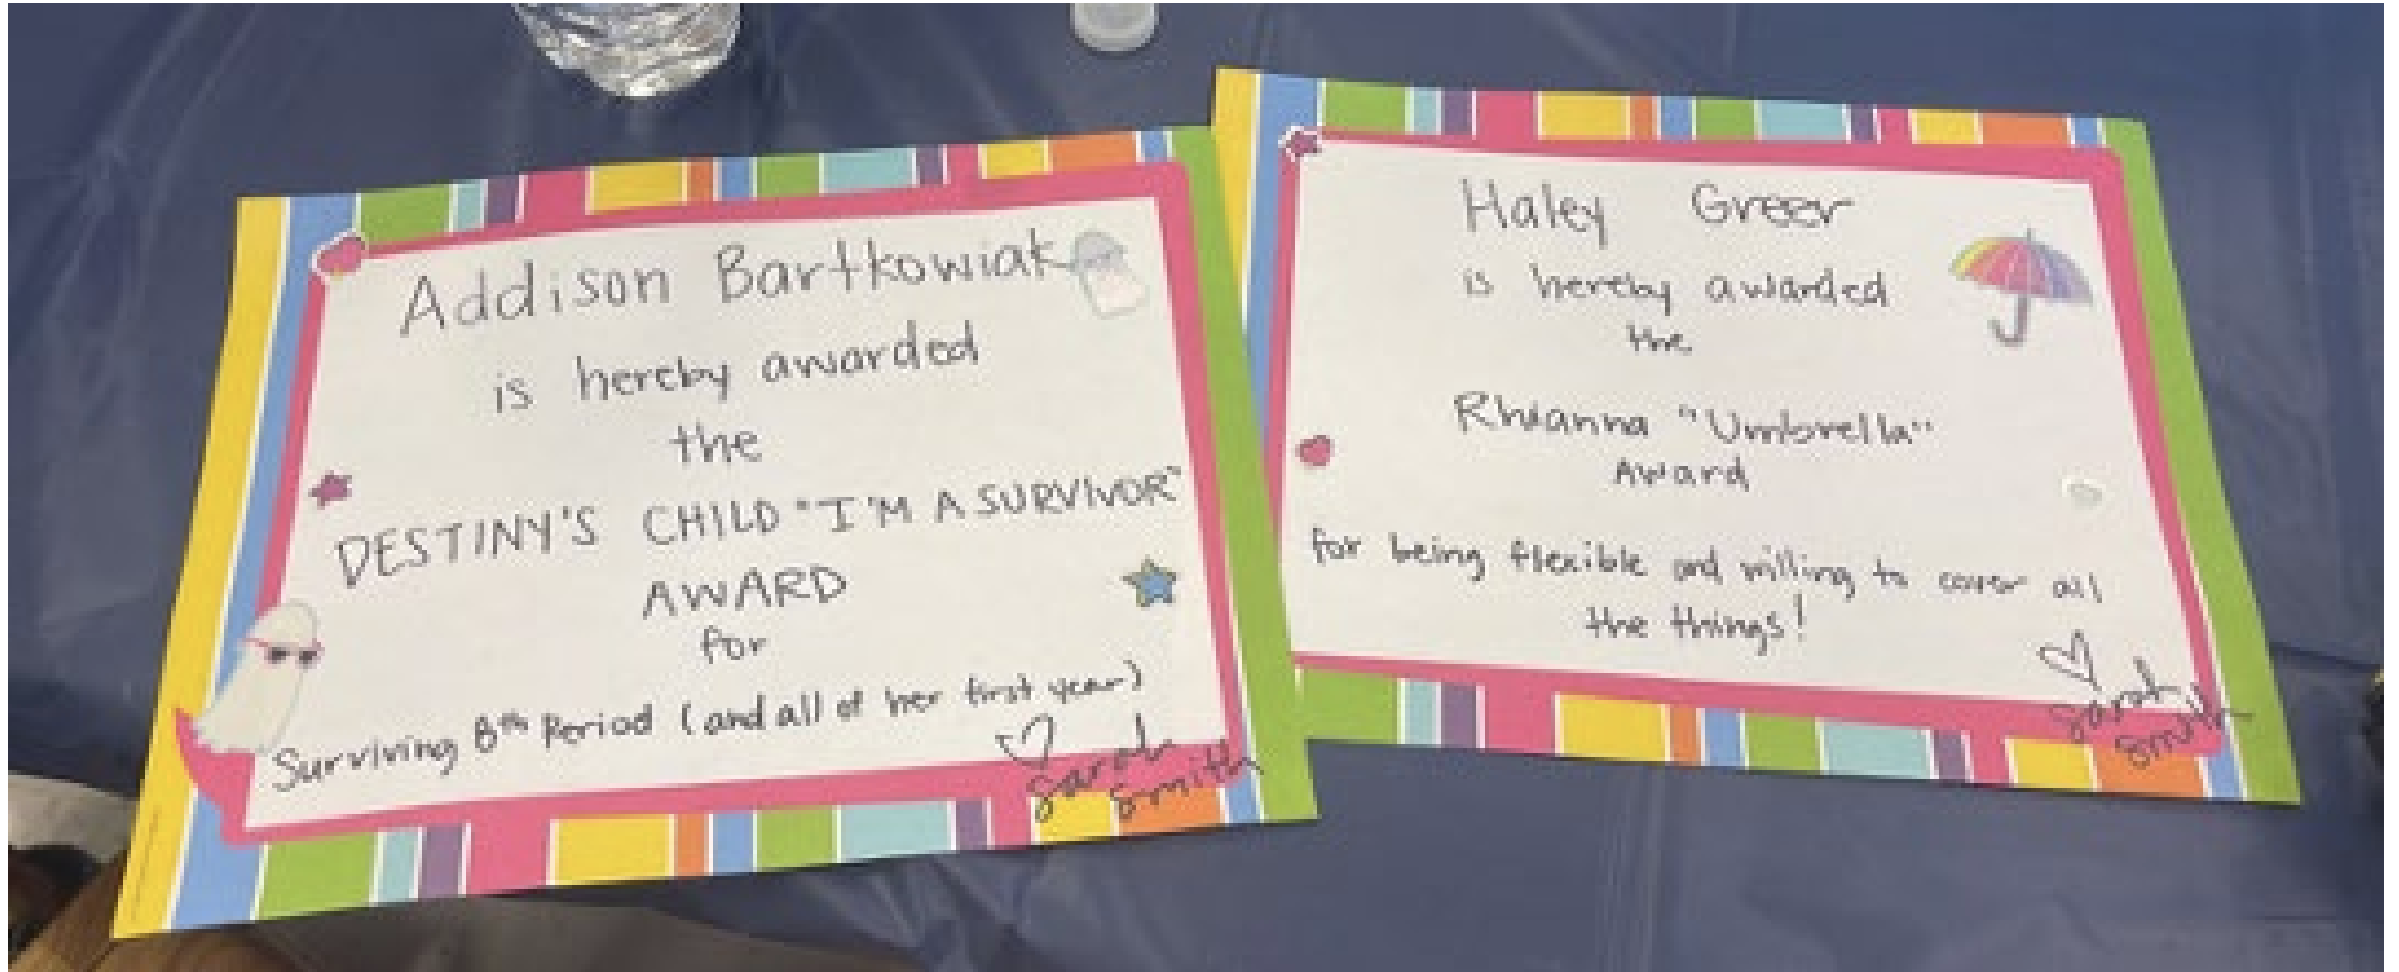 Addison Bartkowiak
is hereby awarded
the
DESTINY'S CHILD "I'M A SURVIVOR"
AWARD
for
Surviving 8th Period (and all of her first year)
Sarah
Smith
Haley Greer
is hereby awarded
the
Rhianna "Umbrella"
Award
for being flexible and willing to cover all
the things!
Sarah
Smith